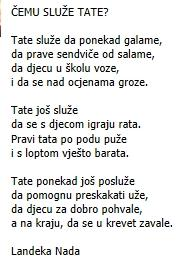 ČEMU SLUŽE TATE?
Tate služe da ponekad galame,
da prave sendviče od salame,
da djecu u školu voze,
i da se nad ocjenama groze.
Tate još služe
da se s djecom igraju rata.
Pravi tata po podu puže
i s loptom vješto barata.
Tate ponekad još posluže
da pomognu preskakati uže,
da djecu za dobro pohvale,
a na kraju, da se u krevet zavale.
Landeka Nada